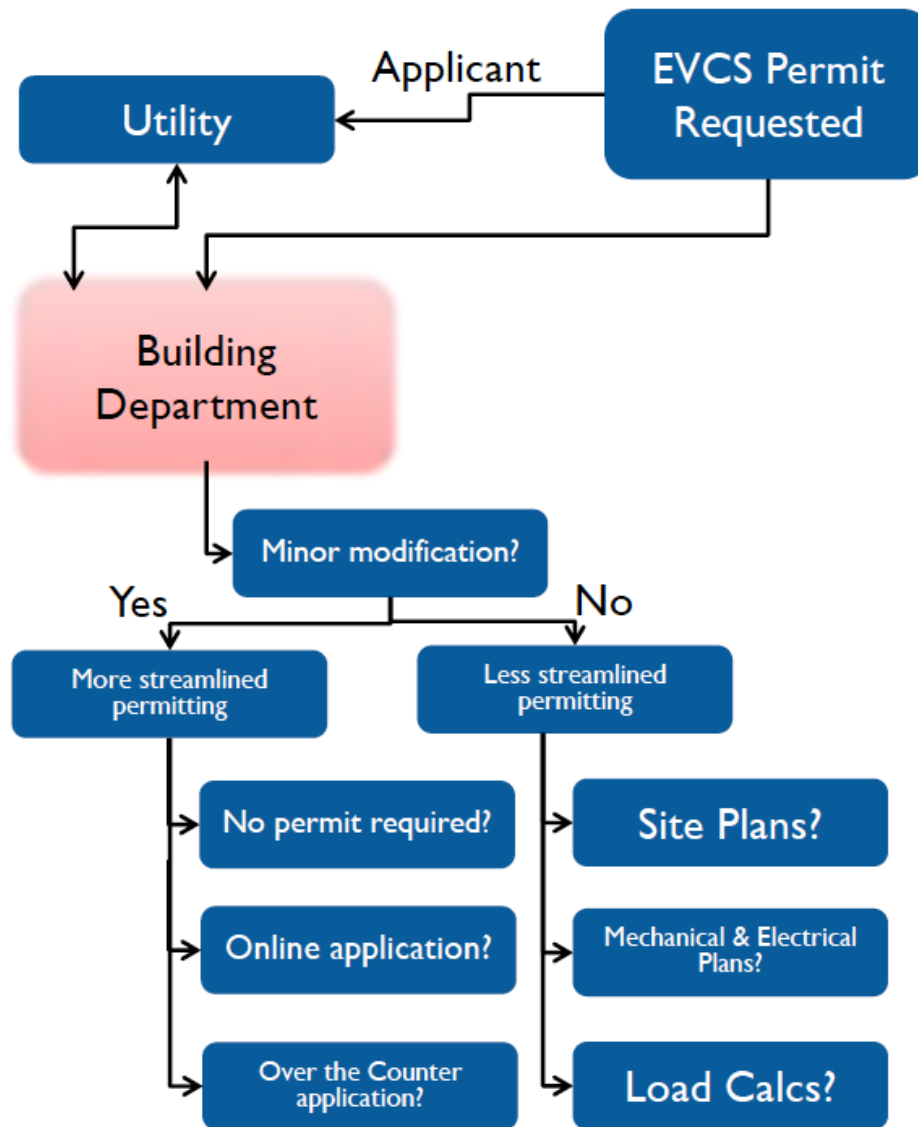 Applicant
EVCS Permit
Requested
Utility
Building
Department
Minor modification?
Yes
No
More streamlined
permitting
Less streamlined
permitting
No permit required?
Site Plans?
Online application?
Mechanical & Electrical
Plans?
Over the Counter
application?
Load Calcs?